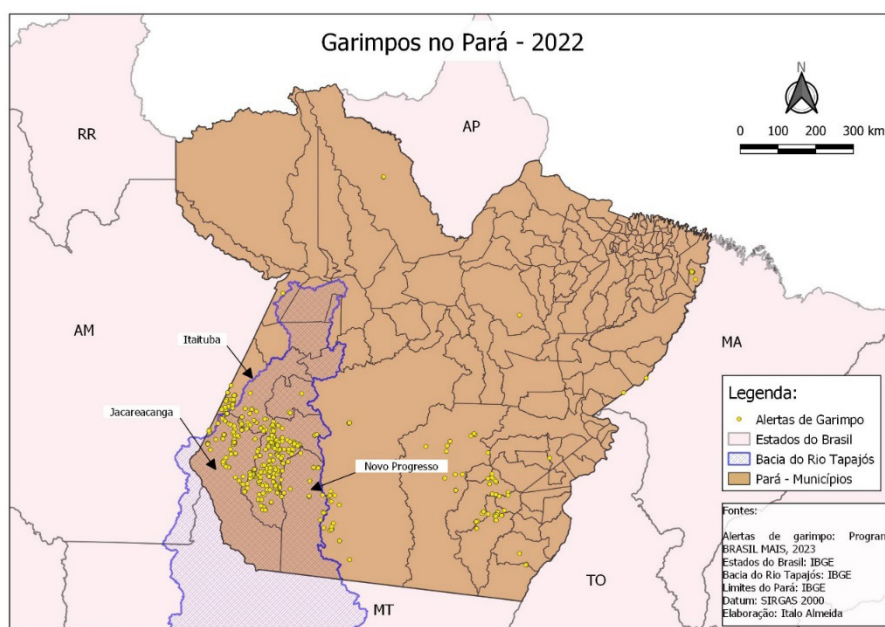 Garimpos no Pará - 2022
N
0 100 200 300 km
RR
AP
AM
Itaituba
MA
Jacareacanga
Novo Progresso
Legenda:
Alertas de Garimpo
Estados do Brasil
Bacia do Rio Tapajós
Pará - Municípios
Fontes:
Alertas de garimpo: Program
BRASIL MAIS, 2023
Estados do Brasil: IBGE
Bacia do Rio Tapajós: IBGE
Limites do Pará: IBGE
Datum: SIRGAS 2000
Elaboração: Italo Almeida
TO
MT